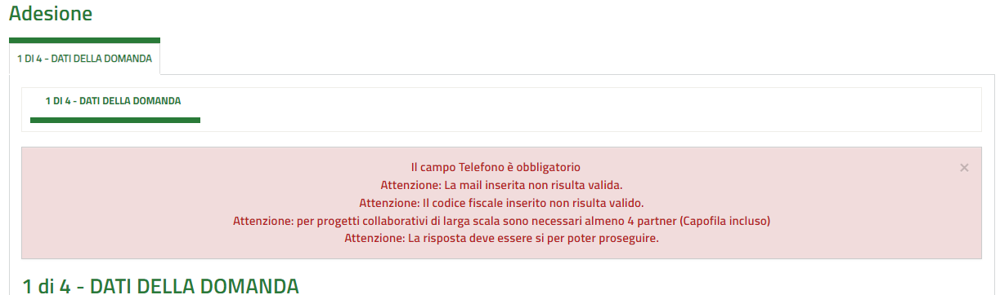 Adesione
1 DI 4 - DATI DELLA DOMANDA
1 DI 4 - DATI DELLA DOMANDA
Il campo Telefono è obbligatorio
×
Attenzione: La mail inserita non risulta valida.
Attenzione: Il codice fiscale inserito non risulta valido.
Attenzione: per progetti collaborativi di larga scala sono necessari almeno 4 partner (Capofila incluso)
Attenzione: La risposta deve essere si per poter proseguire.
1 di 4 - DATI DELLA DOMANDA